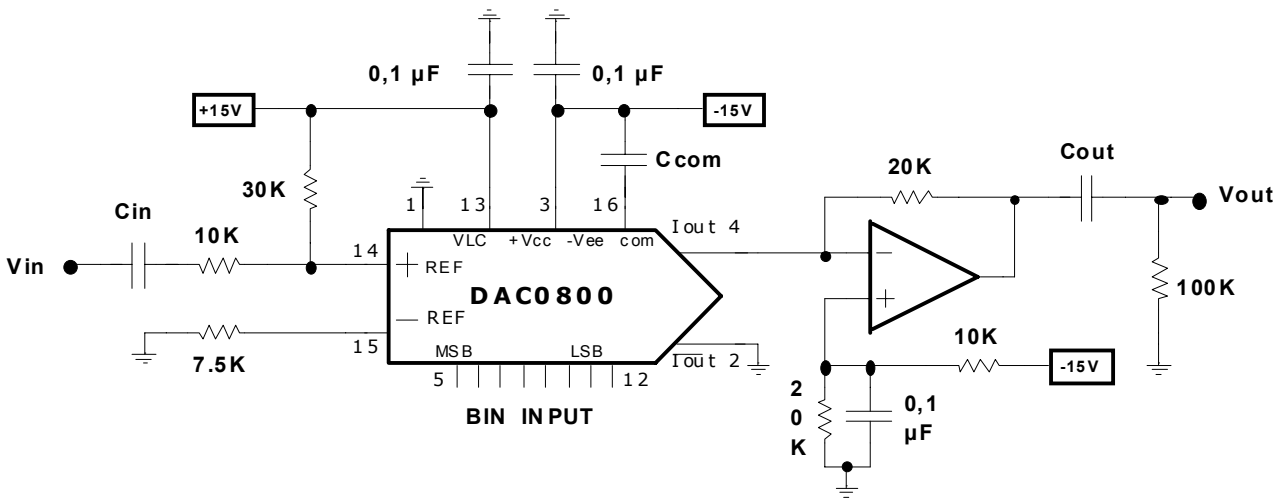 0,1 µF
0,1 µF
+15V
-15V
Ccom
30K
1
13
3
16
20K
Cout
Vout
Cin
10K
Iout 4
Vin
14
VLC
+Vcc
-Vee
com
+ REF
DAC0800
- +
100K
— REF
15
7.5K
MSB
LSB
Iout 2
10K
-15V
5
12
BIN INPUT
20K
0,1
µF